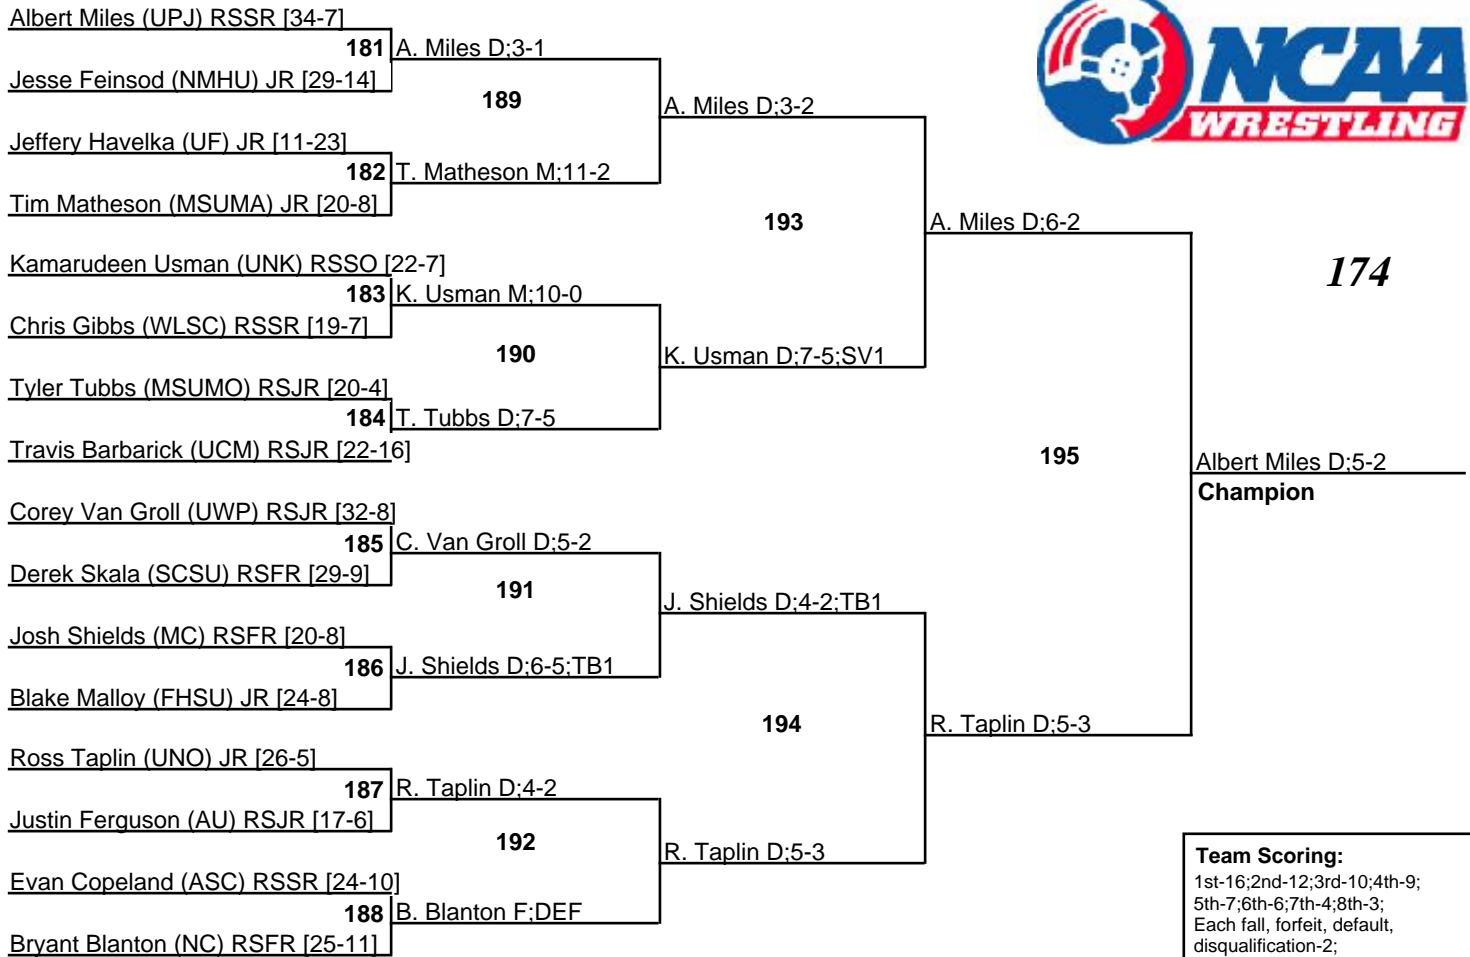 Albert Miles (UPJ) RSSR [34-7]
181 A. Miles D;3-1
Jesse Feinsod (NMHU) JR [29-14]
189
A. Miles D;3-2
Jeffery Havelka (UF) JR [11-23]
182 T. Matheson M;11-2
Tim Matheson (MSUMA) JR [20-8]
193
A. Miles D;6-2
Kamarudeen Usman (UNK) RSSO [22-7]
183 K. Usman M;10-0
Chris Gibbs (WLSC) RSSR [19-7]
190
K. Usman D;7-5;SV1
Tyler Tubbs (MSUMO) RSJR [20-4]
184 T. Tubbs D;7-5
Travis Barbarick (UCM) RSJR [22-16]
195
Albert Miles D;5-2
Champion
Corey Van Groll (UWP) RSJR [32-8]
185 C. Van Groll D;5-2
Derek Skala (SCSU) RSFR [29-9]
191
J. Shields D;4-2;TB1
Josh Shields (MC) RSFR [20-8]
186 J. Shields D;6-5;TB1
Blake Malloy (FHSU) JR [24-8]
194
R. Taplin D;5-3
Ross Taplin (UNO) JR [26-5]
187 R. Taplin D;4-2
Justin Ferguson (AU) RSJR [17-6]
192
R. Taplin D;5-3
Evan Copeland (ASC) RSSR [24-10]
188 B. Blanton F;DEF
Bryant Blanton (NC) RSFR [25-11]
NCAA
WRESTLING
174
Team Scoring:
1st-16;2nd-12;3rd-10;4th-9;
5th-7;6th-6;7th-4;8th-3;
Each fall, forfeit, default,
disqualification-2;